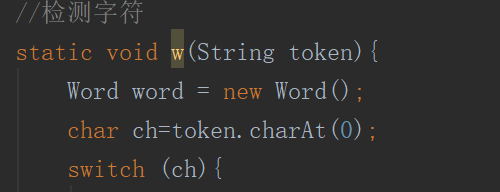 //检测字符
static void w(String token){
Word word = new Word();
char ch=token.charAt(0);
switch (ch){